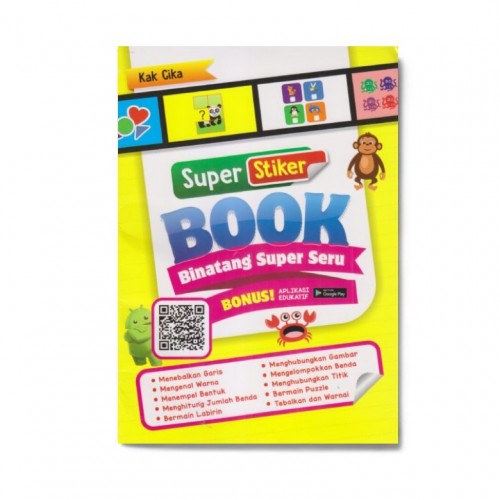 Kak Cika
?
Super Stiker
BOOK
Binatang Super Seru
BONUS! APLIKASI EDUKATIF
Google Play
• Menebalkan Garis
• Mengenal Warna
• Menempel Bentuk
• Menghitung Jumlah Benda
• Bermain Labirin
• Menghubungkan Gambar
• Mengelompokkan Benda
• Menghubungkan Titik
• Bermain Puzzle
• Tebalkan dan Warnai